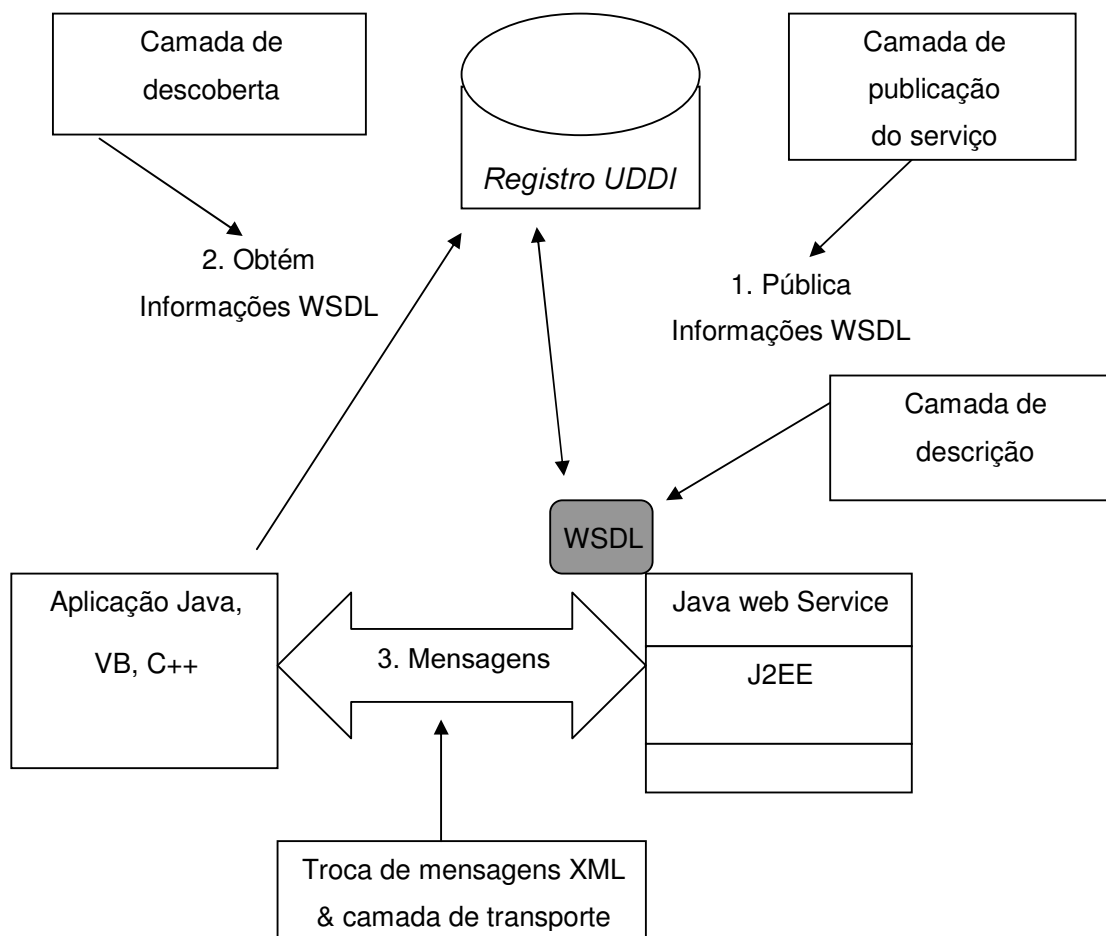 Camada de
descoberta
Registro UDDI
Camada de
publicação
do serviço
2. Obtém
Informações WSDL
1. Pública
Informações WSDL
Camada de
descrição
WSDL
Aplicação Java,
VB, C++
3. Mensagens
Java web Service
J2EE
Troca de mensagens XML
& camada de transporte